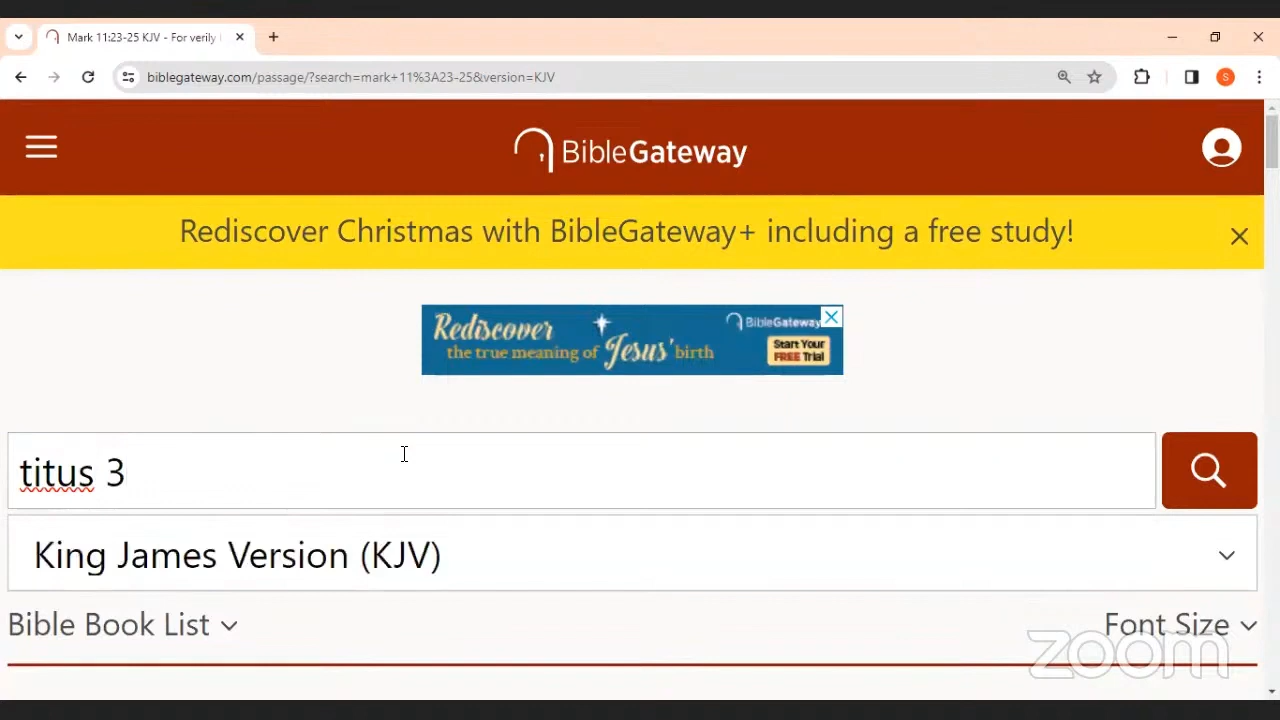 Mark 11:23-25 KJV - For verily
biblegateway.com/passage/?search=mark+11%3A23-25&version=KJV
S
BibleGateway
Rediscover Christmas with BibleGateway+ including a free study!
Rediscover
the true meaning of Jesus' birth
BibleGateway
Start Your
FREE Trial
titus 3
King James Version (KJV)
Bible Book List
Font Size
zoom